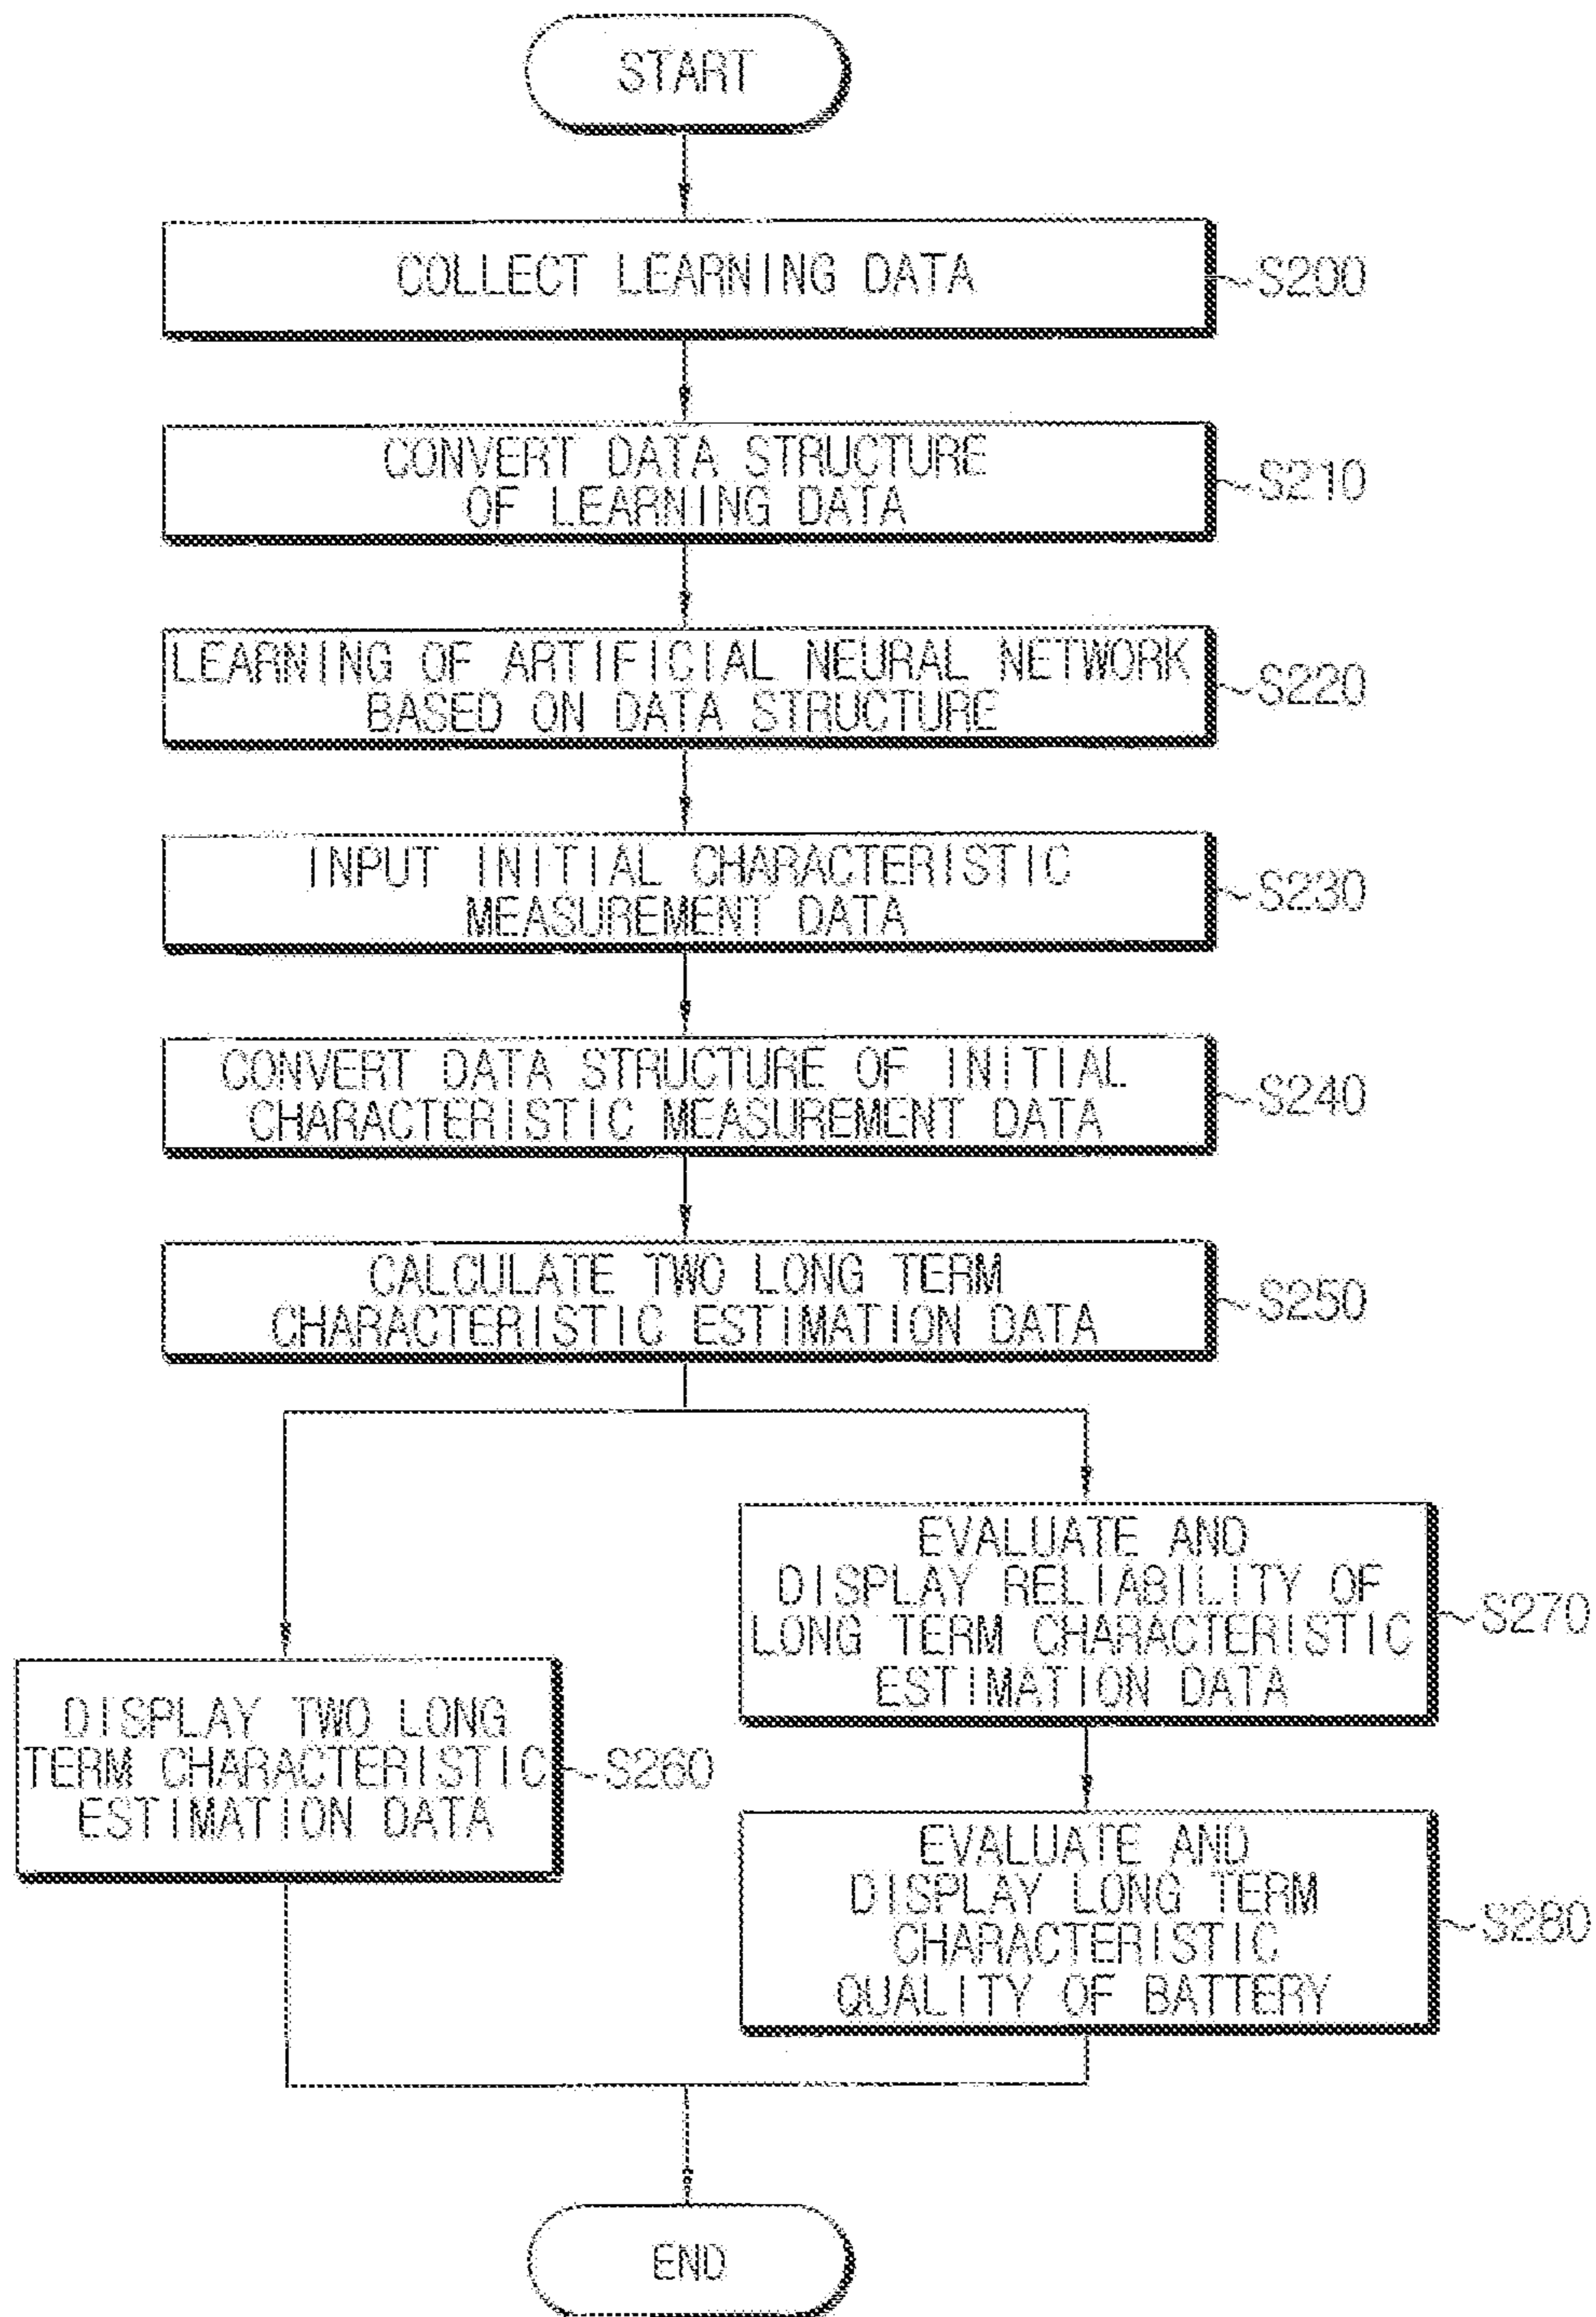 START
COLLECT LEARNING DATA
S200
CONVERT DATA STRUCTURE
OF LEARNING DATA
S210
LEARNING OF ARTIFICIAL NEURAL NETWORK
BASED ON DATA STRUCTURE
S220
INPUT INITIAL CHARACTERISTIC
MEASUREMENT DATA
S230
CONVERT DATA STRUCTURE OF INITIAL
CHARACTERISTIC MEASUREMENT DATA
S240
CALCULATE TWO LONG TERM
CHARACTERISTIC ESTIMATION DATA
S250
DISPLAY TWO LONG
TERM CHARACTERISTIC
ESTIMATION DATA
S260
EVALUATE AND
DISPLAY RELIABILITY OF
LONG TERM CHARACTERISTIC
ESTIMATION DATA
S270
EVALUATE AND
DISPLAY LONG TERM
CHARACTERISTIC
QUALITY OF BATTERY
S280
END